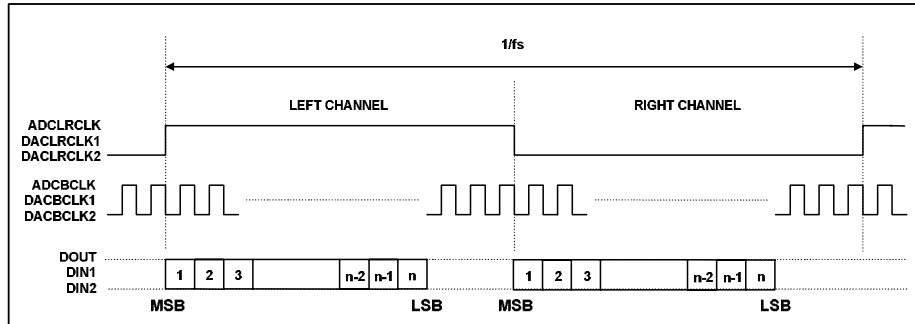 1/fs
LEFT CHANNEL RIGHT CHANNEL
ADCLRCLK
DACLRCLK1
DACLRCLK2
ADCBCLK
DACBCLK1
DACBCLK2
DOUT
DIN1
DIN2
1 2 3 n-2 n-1 n 1 2 3 n-2 n-1 n
MSB LSB MSB LSB